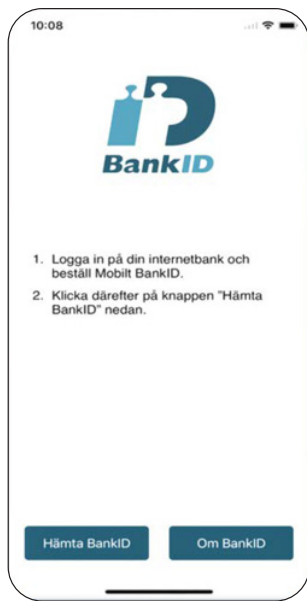 10:08
BankID
1. Logga in på din internetbank och
beställ Mobilt BankID.
2. Klicka därefter på knappen "Hämta
BankID" nedan.
Hämta BankID
Om BankID